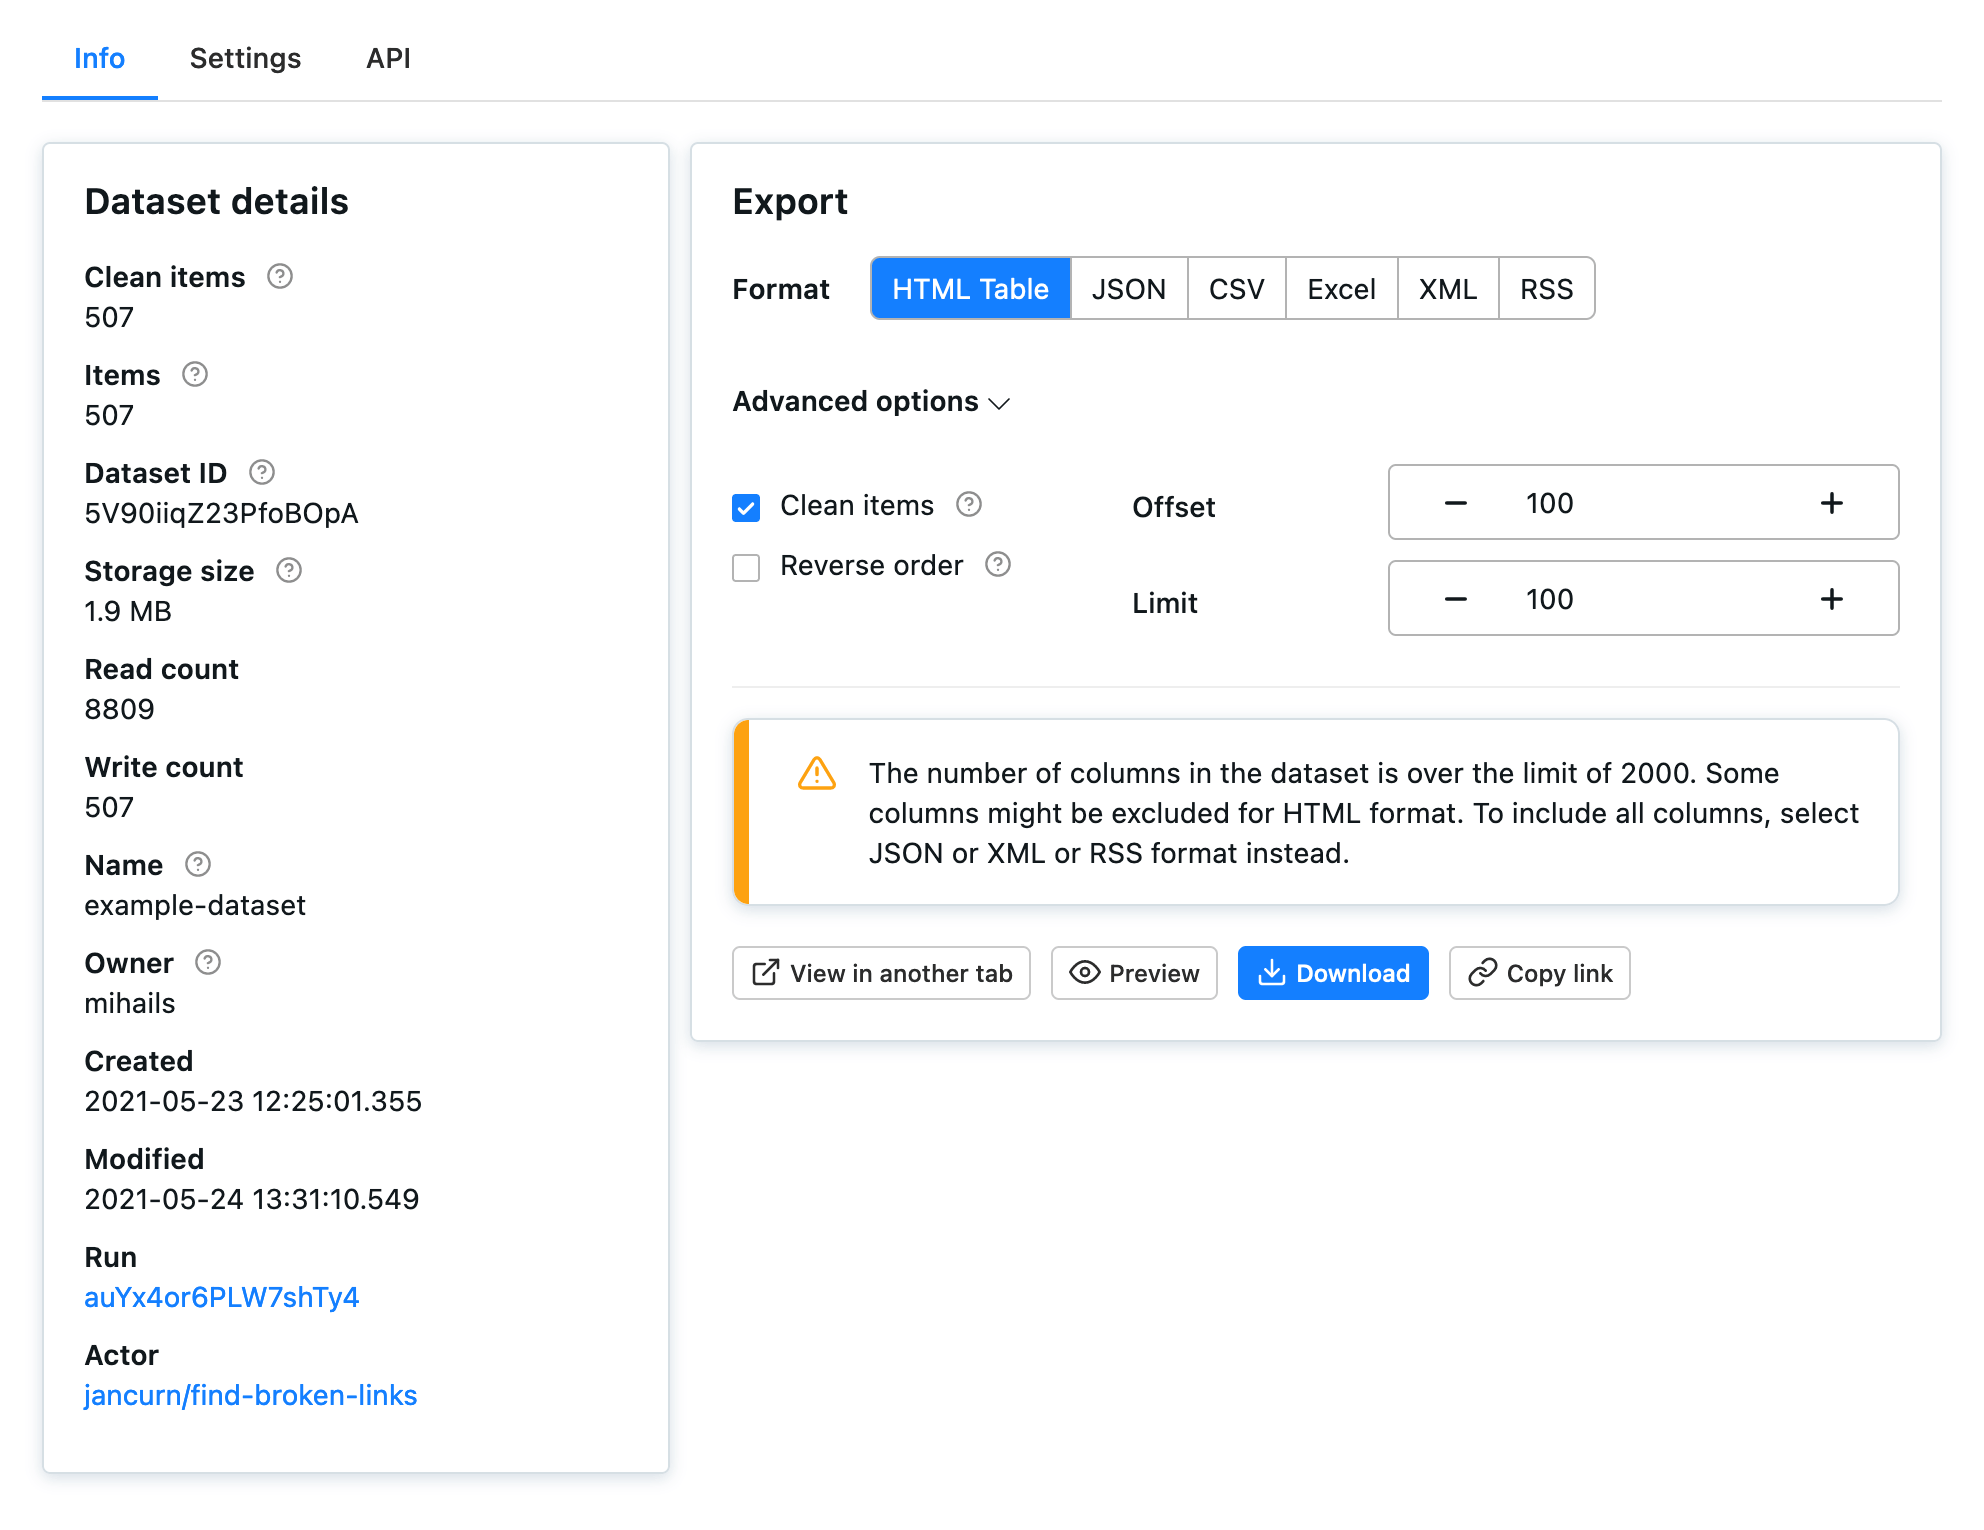 Info Settings API
Dataset details
Clean items
507
Items
507
Dataset ID
5V90iiqZ23PfoBOpA
Storage size
1.9 MB
Read count
8809
Write count
507
Name
example-dataset
Owner
mihails
Created
2021-05-23 12:25:01.355
Modified
2021-05-24 13:31:10.549
Run
auYx4or6PLW7shTy4
Actor
jancurn/find-broken-links
Export
Format HTML Table JSON CSV Excel XML RSS
Advanced options
Clean items
Reverse order
Offset 100
Limit 100
The number of columns in the dataset is over the limit of 2000. Some
columns might be excluded for HTML format. To include all columns, select
JSON or XML or RSS format instead.
View in another tab Preview Download Copy link